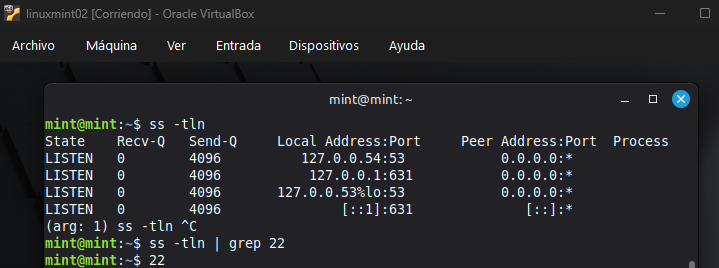 linuxmint02 [Corriendo] - Oracle VirtualBox
Archivo Máquina Ver Entrada Dispositivos Ayuda
mint@mint: ~
mint@mint:~$ ss -tln
State Recv-Q Send-Q Local Address:Port Peer Address:Port Process
LISTEN 0 4096 127.0.0.54:53 0.0.0.0:*
LISTEN 0 4096 127.0.0.1:631 0.0.0.0:*
LISTEN 0 4096 127.0.0.53%lo:53 0.0.0.0:*
LISTEN 0 4096 [::1]:631 [::]:*
(arg: 1) ss -tln ^C
mint@mint:~$ ss -tln | grep 22
mint@mint:~$ 22